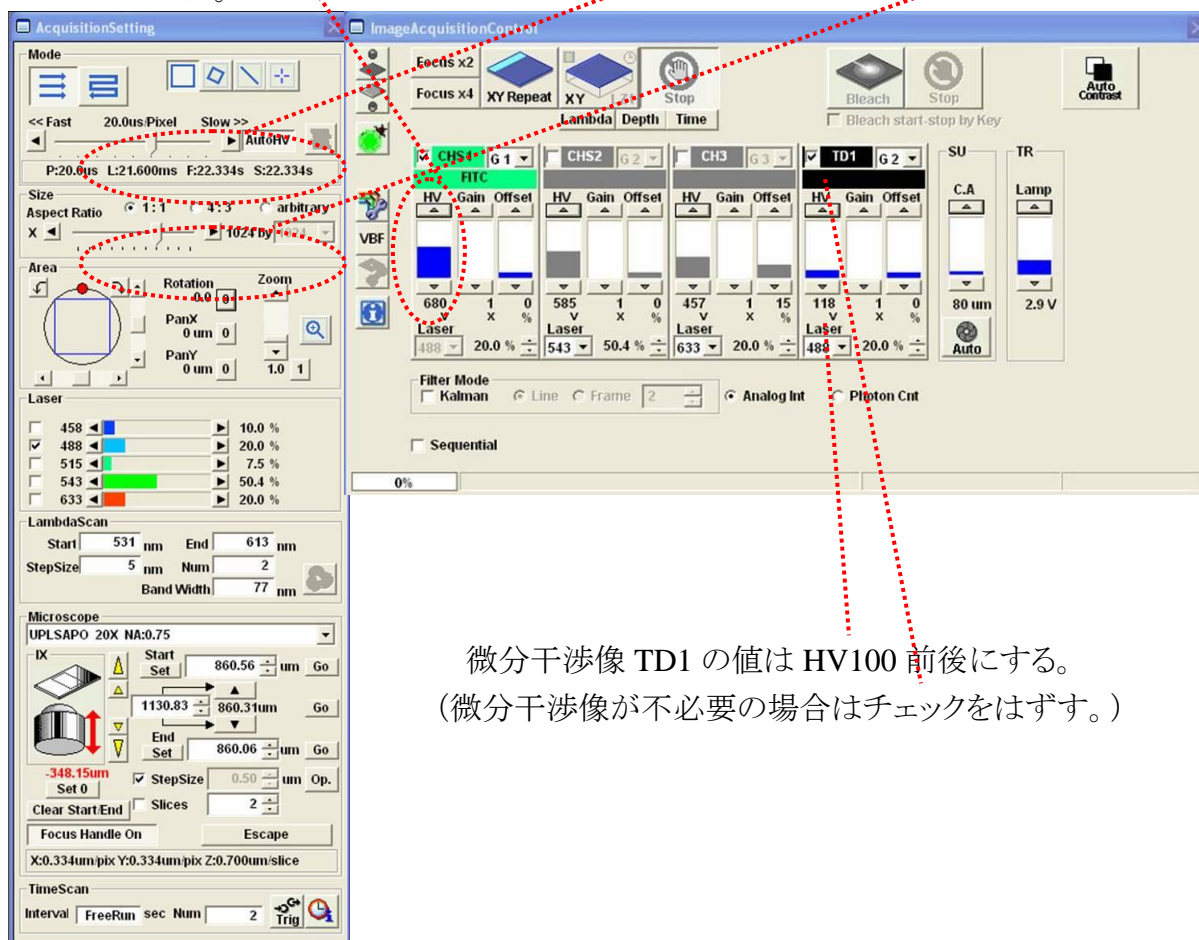 AcquisitionSetting
Mode
<< Fast 20.0us/Pixel Slow >>
AutoHV
P:20.0us L:21.600ms F:22.334s S:22.334s
Size
Aspect Ratio 1:1 4:3 arbitrary
X 1024 by 1024
Area
Rotation Zoom
0.0 0
PanX
0 um 0
PanY
0 um 0 1.0 1
Laser
458 10.0 %
488 20.0 %
515 7.5 %
543 50.4 %
633 20.0 %
LambdaScan
Start 531 nm End 613 nm
StepSize 5 nm Num 2
Band Width 77 nm
Microscope
UPLSAPO 20X NA:0.75
IX Start
Set 860.56 um Go
1130.83 860.31um Go
End
Set 860.06 um Go
-348.15um
Set 0
StepSize 0.50 um Op.
Clear Start/End Slices 2
Focus Handle On Escape
X:0.334um/pix Y:0.334um/pix Z:0.700um/slice
TimeScan
Interval FreeRun sec Num 2 Trig
ImageAcquisitionControl
Focus x2
Focus x4 XY Repeat XY Stop
Lambda Depth Time
Bleach Stop
Bleach start-stop by Key
Auto
Contrast
VBF
CHS1 G 1 CHS2 G 2 CH3 G 3 TD1 G 2 SU TR
FITC
HV Gain Offset HV Gain Offset HV Gain Offset HV Gain Offset C.A Lamp
680 1 0 585 1 0 457 1 15 118 1 0 80 um 2.9 V
V X % V X % V X % V X %
Laser Laser Laser Laser
488 20.0 % 543 50.4 % 633 20.0 % 488 20.0 % Auto
Filter Mode
Kalman Line Frame 2 Analog Int Photon Cnt
Sequential
0%
微分干渉像 TD1 の値は HV100 前後にする。
（微分干渉像が不必要の場合はチェックをはずす。）